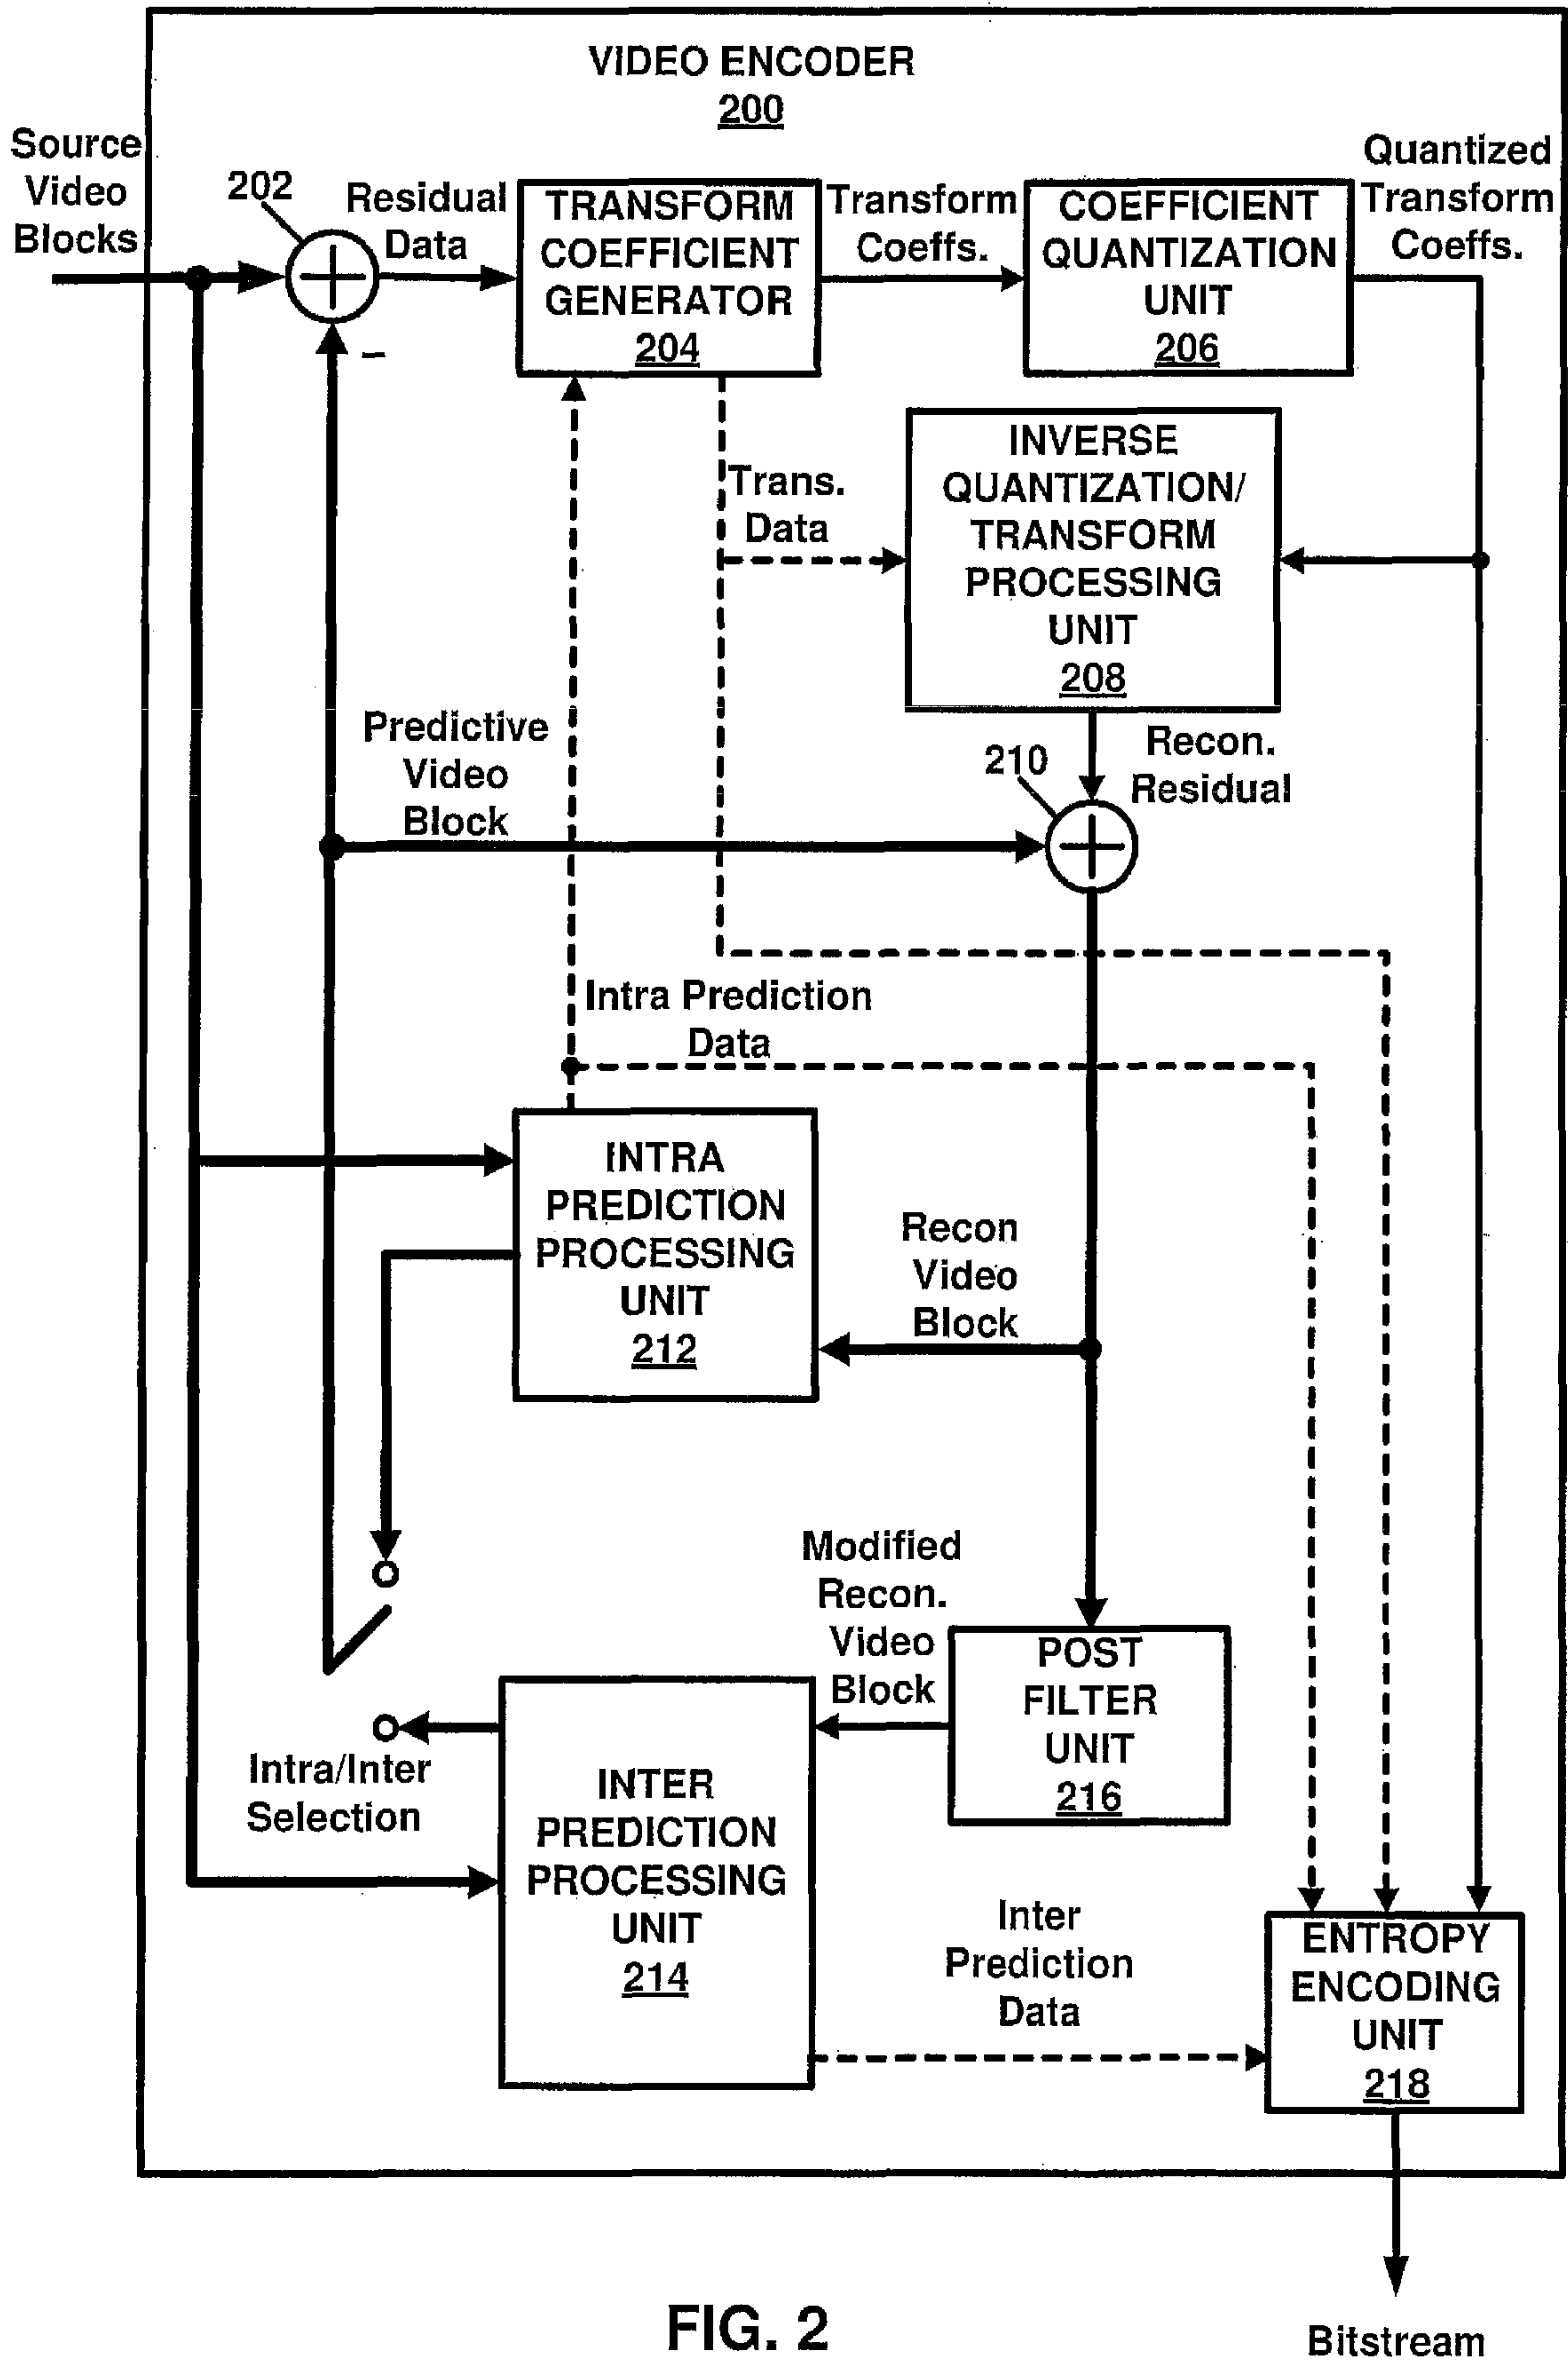 VIDEO ENCODER
200
Source
Video
Blocks
202
Residual
Data
TRANSFORM
COEFFICIENT
GENERATOR
204
Transform
Coeffs.
COEFFICIENT
QUANTIZATION
UNIT
206
Quantized
Transform
Coeffs.
–
Trans.
Data
INVERSE
QUANTIZATION/
TRANSFORM
PROCESSING
UNIT
208
Predictive
Video
Block
210
Recon.
Residual
Intra Prediction
Data
INTRA
PREDICTION
PROCESSING
UNIT
212
Recon
Video
Block
Modified
Recon.
Video
Block
POST
FILTER
UNIT
216
Intra/Inter
Selection
INTER
PREDICTION
PROCESSING
UNIT
214
Inter
Prediction
Data
ENTROPY
ENCODING
UNIT
218
FIG. 2
Bitstream